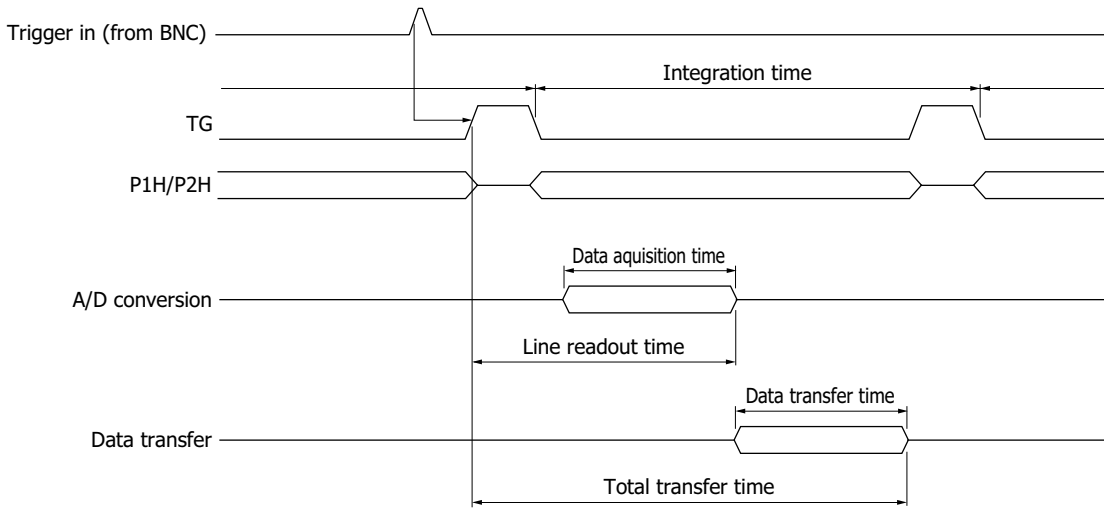 Trigger in (from BNC)
Integration time
TG
P1H/P2H
Data aquisition time
A/D conversion
Line readout time
Data transfer time
Data transfer
Total transfer time